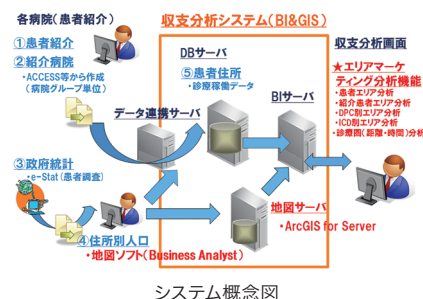 各病院(患者紹介)
①患者紹介
②紹介病院
・ACCESS等から作成
(病院グループ単位)
③政府統計
・e-Stat(患者調査)
④住所別人口
・地図ソフト(Business Analyst)
収支分析システム(BI&GIS)
DBサーバ
⑤患者住所
・診療稼働データ
データ連携サーバ
BIサーバ
地図サーバ
・ArcGIS for Server
収支分析画面
★エリアマーケ
ティング分析機能
・患者エリア分析
・紹介患者エリア分析
・DPC別エリア分析
・ICD別エリア分析
・診療圏(距離・時間)分析
システム概念図